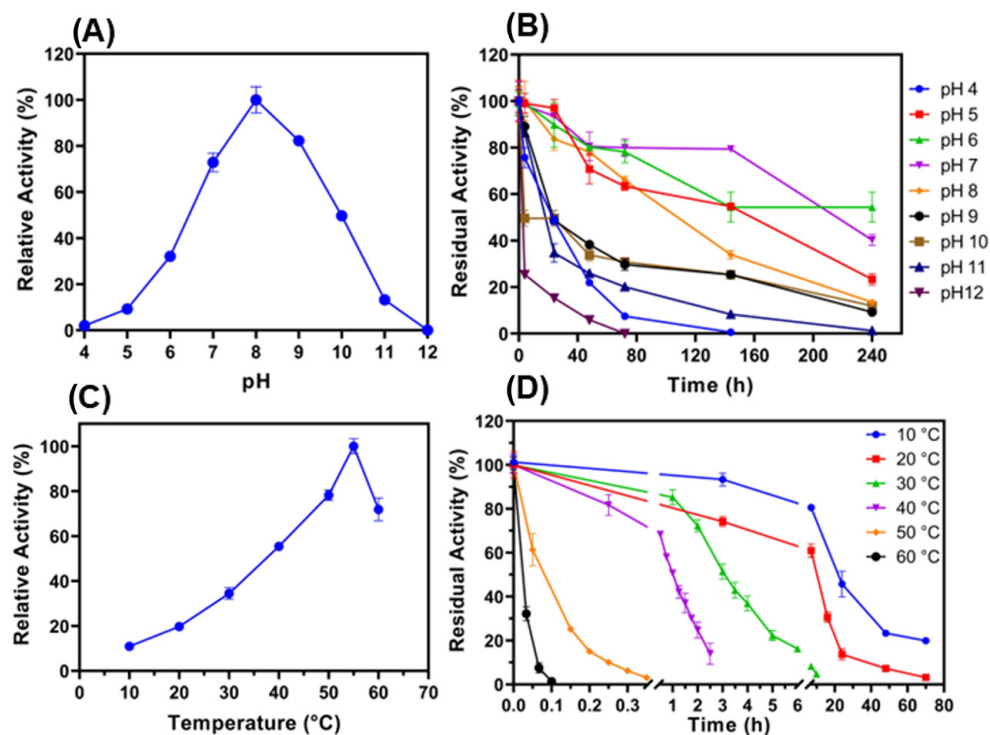 (A)
Relative Activity (%)
120
100
80
60
40
20
0
4 5 6 7 8 9 10 11 12
pH
(B)
Residual Activity (%)
120
100
80
60
40
20
0
0 40 80 120 160 200 240
Time (h)
pH 4
pH 5
pH 6
pH 7
pH 8
pH 9
pH 10
pH 11
pH12
(C)
Relative Activity (%)
120
100
80
60
40
20
0
0 10 20 30 40 50 60 70
Temperature (°C)
(D)
Residual Activity (%)
120
100
80
60
40
20
0
0.0 0.1 0.2 0.3 1 2 3 4 5 6 20 40 60 80
Time (h)
10 °C
20 °C
30 °C
40 °C
50 °C
60 °C